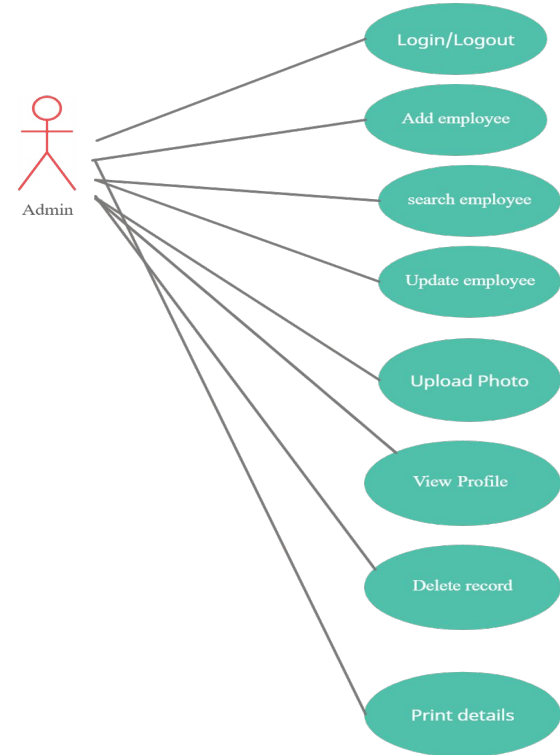 Login/Logout
Add employee
Admin
search employee
Update employee
Upload Photo
View Profile
Delete record
Print details